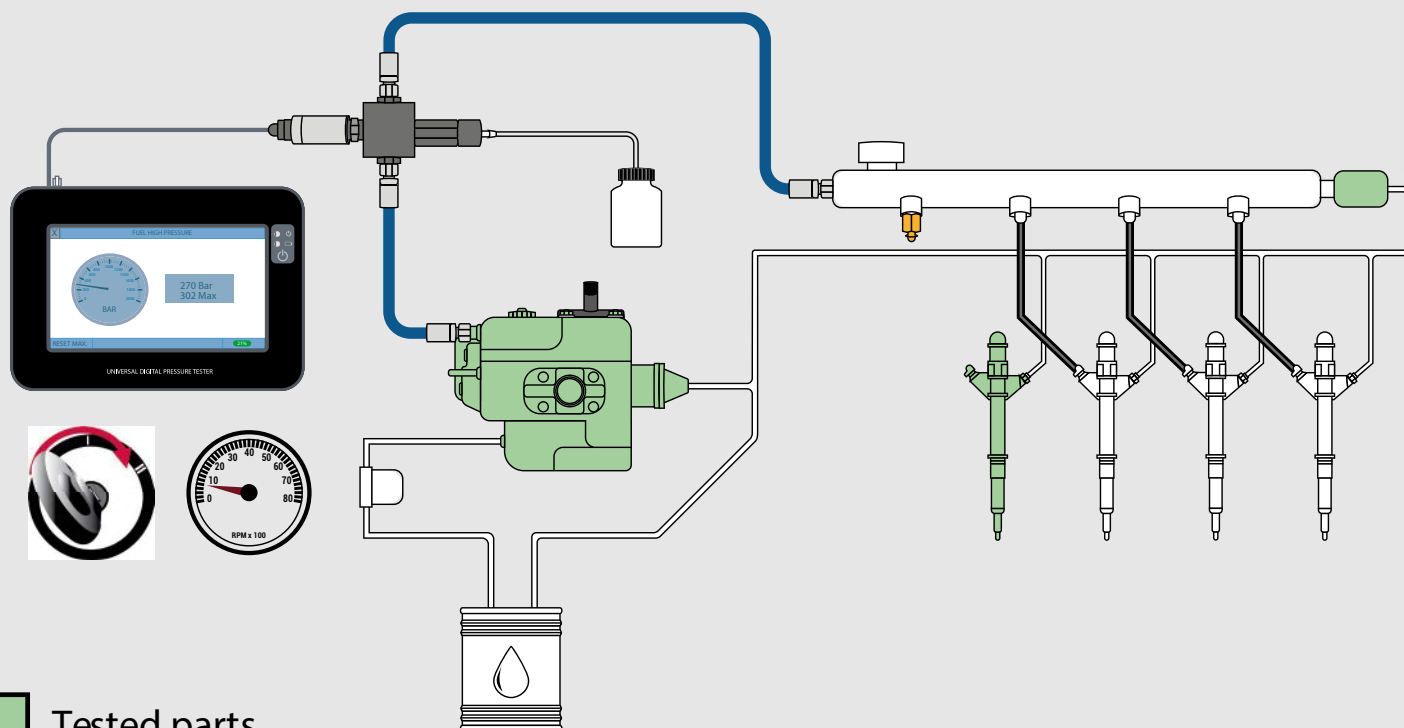 X
FUEL HIGH PRESSURE
270 Bar
302 Max
BAR
RESET MAX.
21%
UNIVERSAL DIGITAL PRESSURE TESTER
0 10 20 30 40 50 60 70 80
RPM x 100
Tested parts